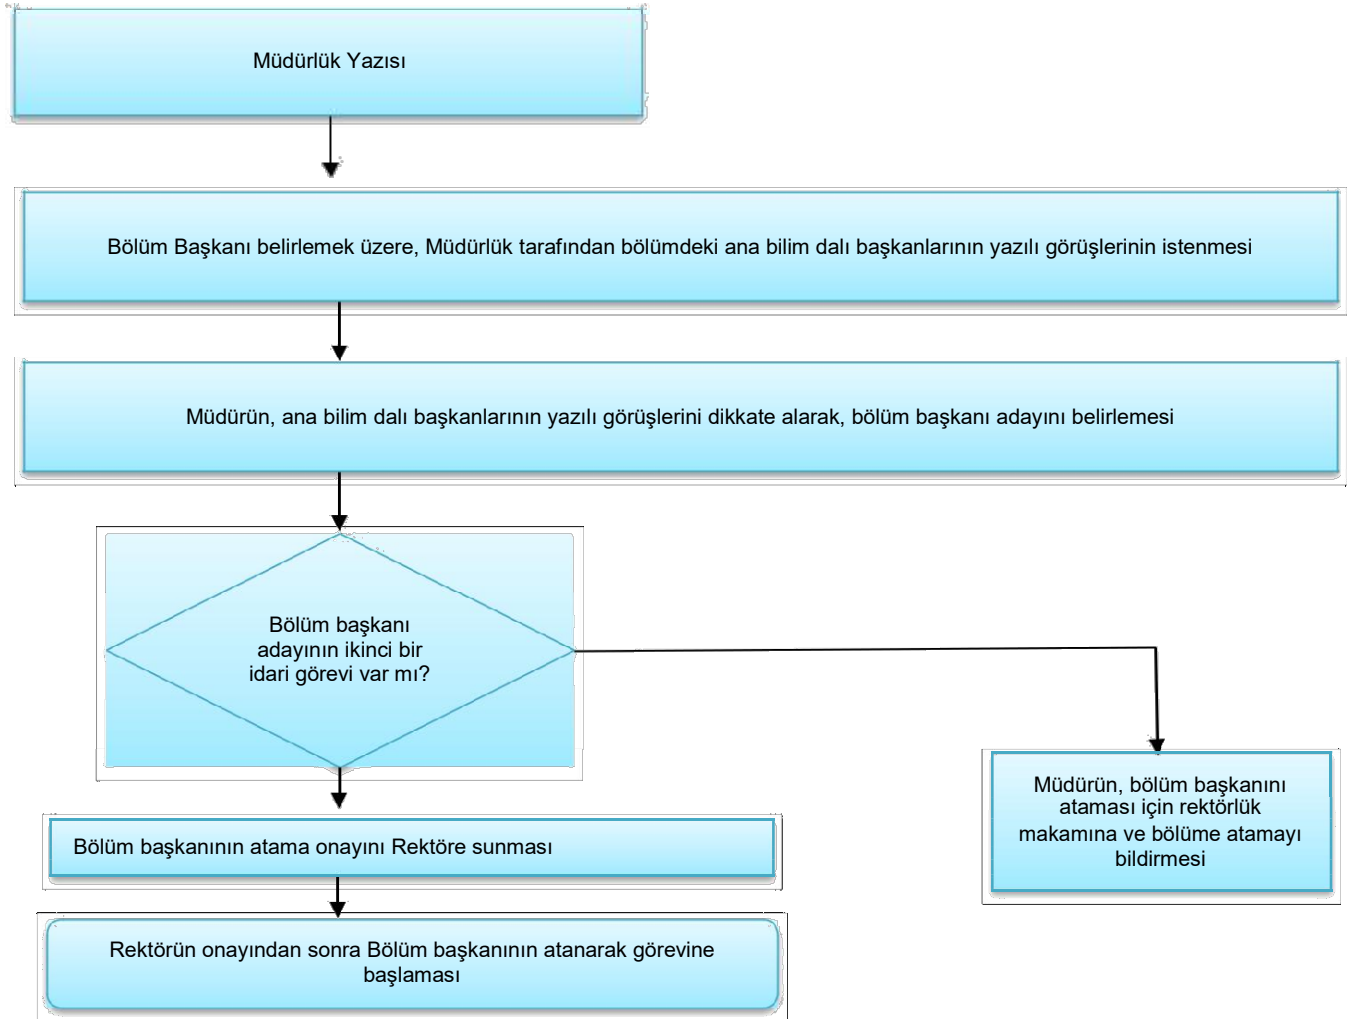 Müdürlük Yazısı
Bölüm Başkanı belirlemek üzere, Müdürlük tarafından bölümdeki ana bilim dalı başkanlarının yazılı görüşlerinin istenmesi
Müdürün, ana bilim dalı başkanlarının yazılı görüşlerini dikkate alarak, bölüm başkanı adayını belirlemesi
Bölüm başkanı
adayının ikinci bir
idari görevi var mı?
Müdürün, bölüm başkanını
ataması için rektörlük
makamına ve bölüme atamayı
bildirmesi
Bölüm başkanının atama onayını Rektöre sunması
Rektörün onayından sonra Bölüm başkanının atanarak görevine
başlaması